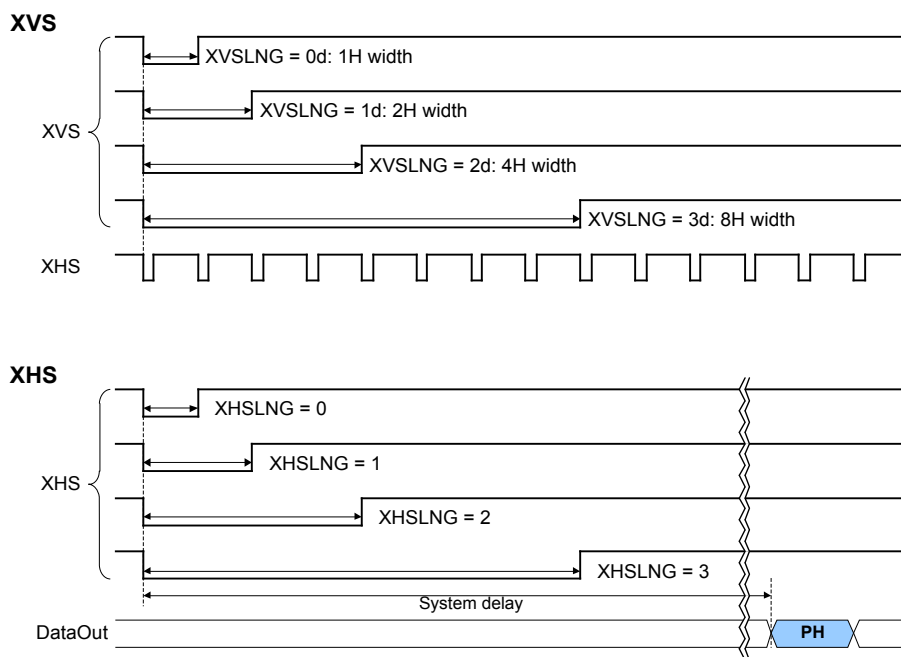 XVS
XVSLNG = 0d: 1H width
XVSLNG = 1d: 2H width
XVS
XVSLNG = 2d: 4H width
XVSLNG = 3d: 8H width
XHS
XHS
XHSLNG = 0
XHSLNG = 1
XHS
XHSLNG = 2
XHSLNG = 3
System delay
DataOut
PH